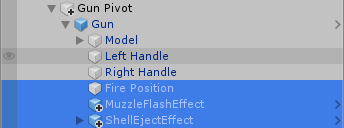 Gun Pivot
Gun
Model
Left Handle
Right Handle
Fire Position
MuzzleFlashEffect
ShellEjectEffect